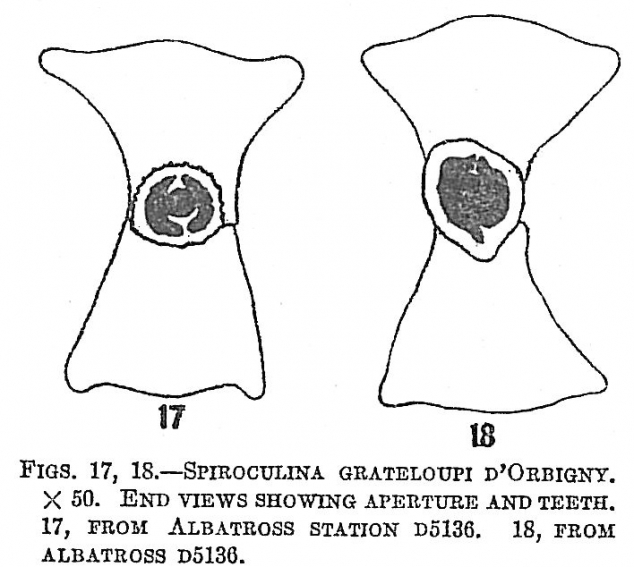 17
18
FIGS. 17, 18.—SPIROCULINA GRATELOUPI D'ORBIGNY.
× 50. END VIEWS SHOWING APERTURE AND TEETH.
17, FROM ALBATROSS STATION D5136. 18, FROM
ALBATROSS D5136.